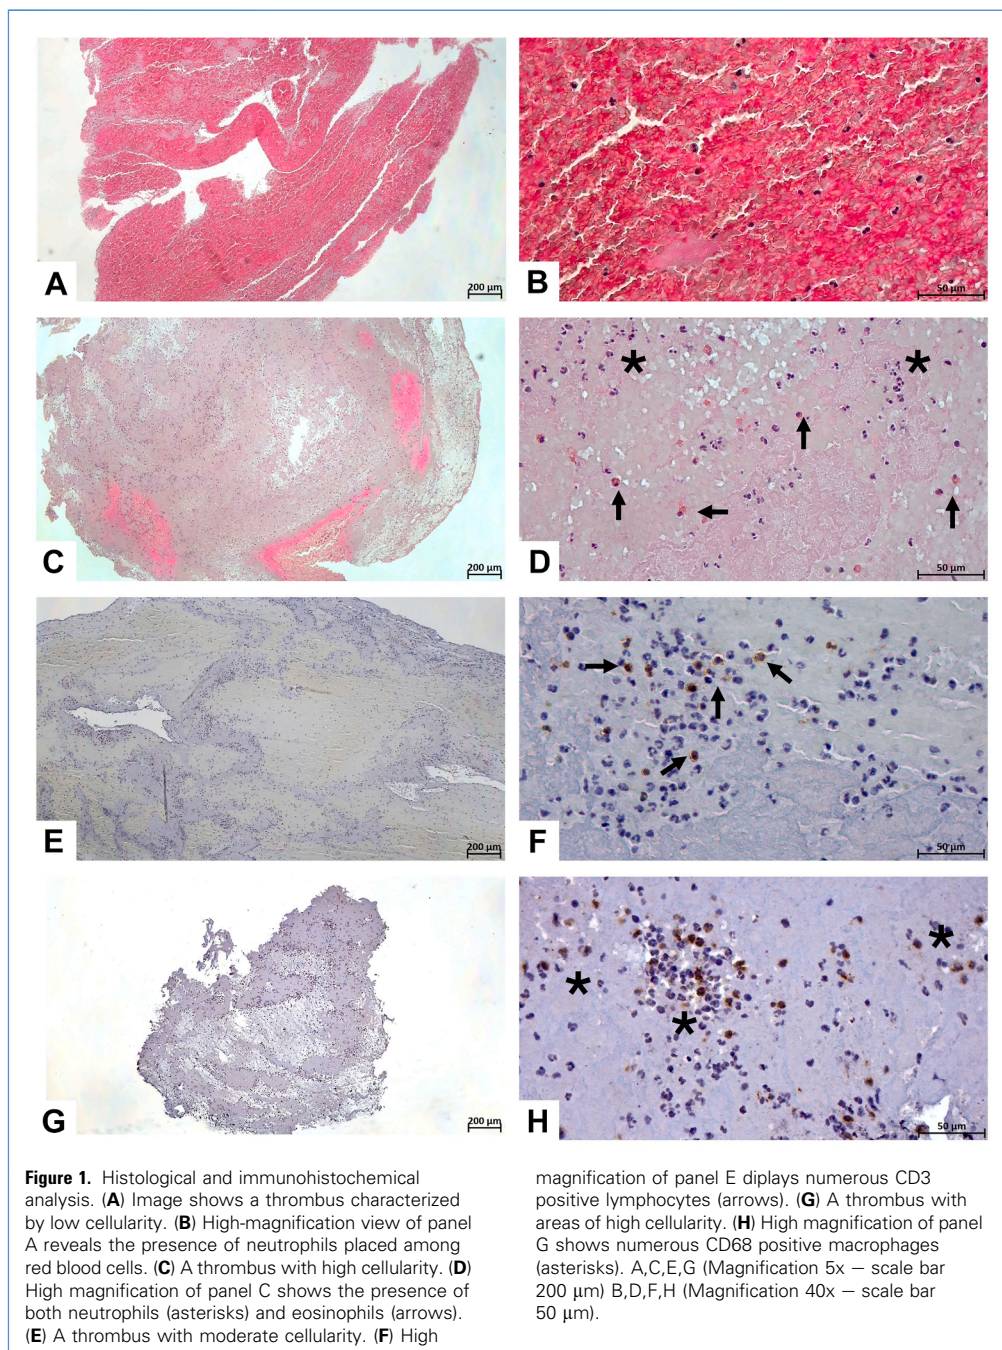 A
200 µm
B
50 µm
C
200 µm
D
50 µm
E
200 µm
F
50 µm
G
200 µm
H
50 µm
Figure 1. Histological and immunohistochemical
analysis. (A) Image shows a thrombus characterized
by low cellularity. (B) High-magnification view of panel
A reveals the presence of neutrophils placed among
red blood cells. (C) A thrombus with high cellularity. (D)
High magnification of panel C shows the presence of
both neutrophils (asterisks) and eosinophils (arrows).
(E) A thrombus with moderate cellularity. (F) High
magnification of panel E diplays numerous CD3
positive lymphocytes (arrows). (G) A thrombus with
areas of high cellularity. (H) High magnification of panel
G shows numerous CD68 positive macrophages
(asterisks). A,C,E,G (Magnification 5x – scale bar
200 µm) B,D,F,H (Magnification 40x – scale bar
50 µm).